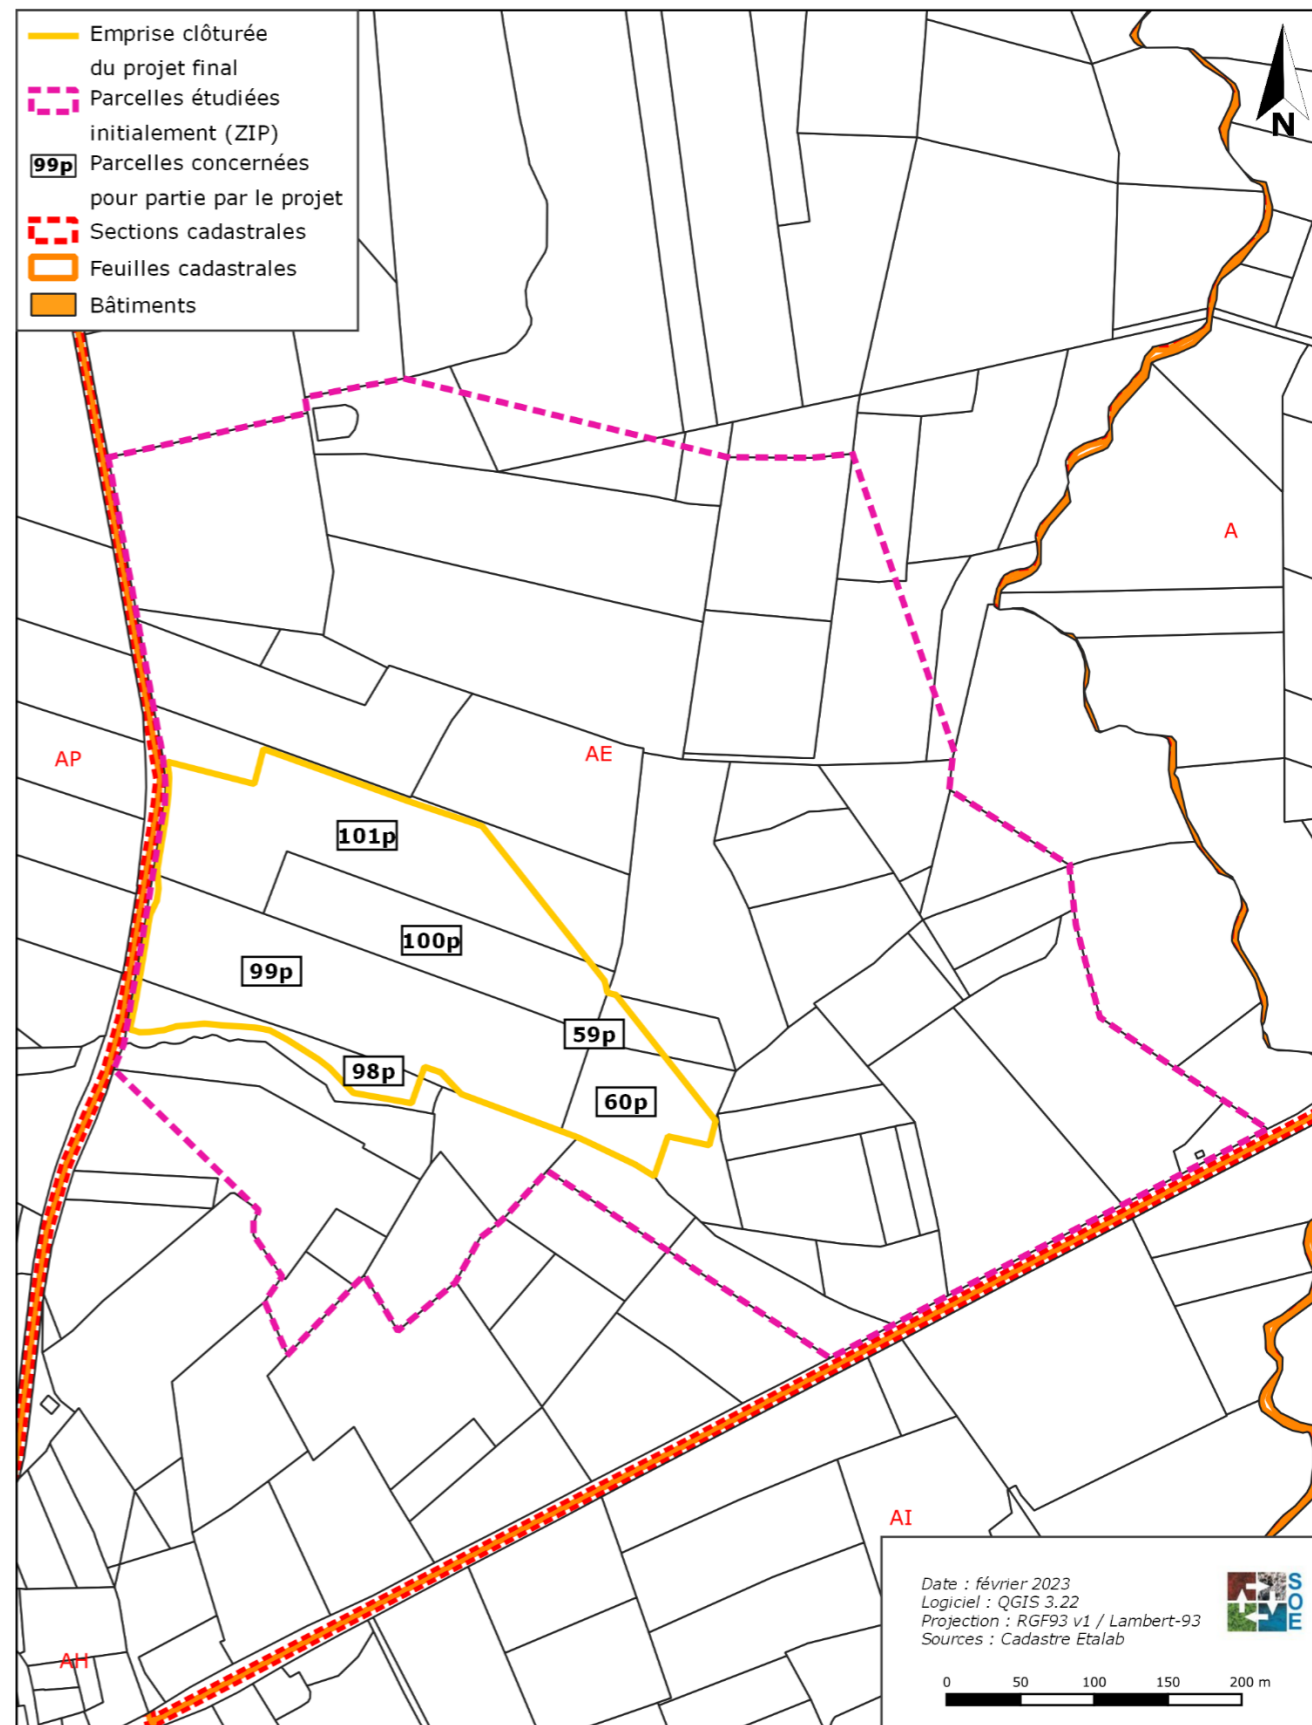 Emprise clôturée
du projet final
Parcelles étudiées
initialement (ZIP)
99p Parcelles concernées
pour partie par le projet
Sections cadastrales
Feuilles cadastrales
Bâtiments
N
A
AP
AE
101p
100p
99p
59p
98p
60p
AI
AH
Date : février 2023
Logiciel : QGIS 3.22
Projection : RGF93 v1 / Lambert-93
Sources : Cadastre Etalab
SOE
0 50 100 150 200 m